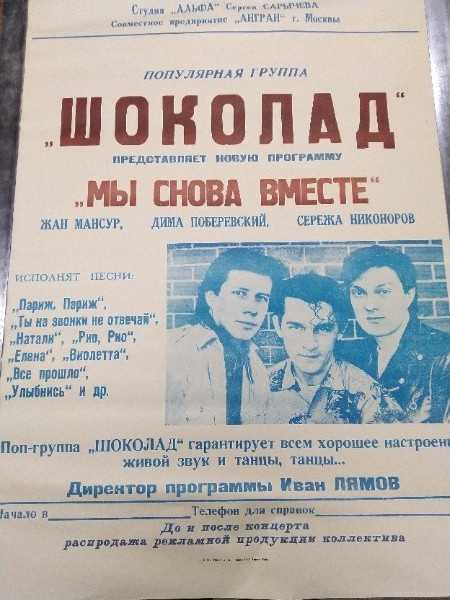 Студия „АЛЬФА" Сергея САРЫЧЕВА
Совместное предприятие „АНГРАН" г. Москвы
ПОПУЛЯРНАЯ ГРУППА
„ШОКОЛАД"
ПРЕДСТАВЛЯЕТ НОВУЮ ПРОГРАММУ
„МЫ СНОВА ВМЕСТЕ"
ЖАН МАНСУР, ДИМА ПОБЕРЕВСКИЙ, СЕРЕЖА НИКОНОРОВ
ИСПОЛНЯТ ПЕСНИ:
„Париж, Париж",
„Ты на звонки не отвечай",
„Натали", „Рио, Рио",
„Елена", „Виолетта",
„Все прошло",
„Улыбнись" и др.
Поп-группа „ШОКОЛАД" гарантирует всем хорошее настроени
живой звук и танцы, танцы...
Директор программы Иван ЛЯМОВ
Начало в Телефон для справок
До и после концерта
распродажа рекламной продукции коллектива